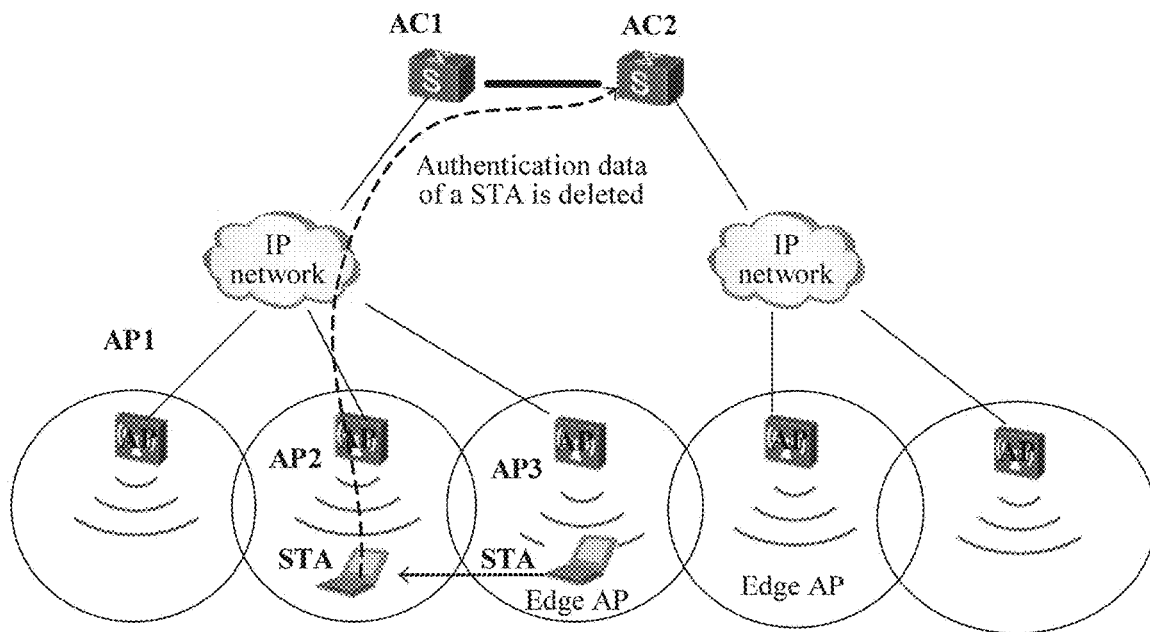 AC1
AC2
S
S
Authentication data
of a STA is deleted
IP
network
IP
network
AP1
AP
AP
AP
AP
AP
AP2
AP3
STA
STA
Edge AP
Edge AP